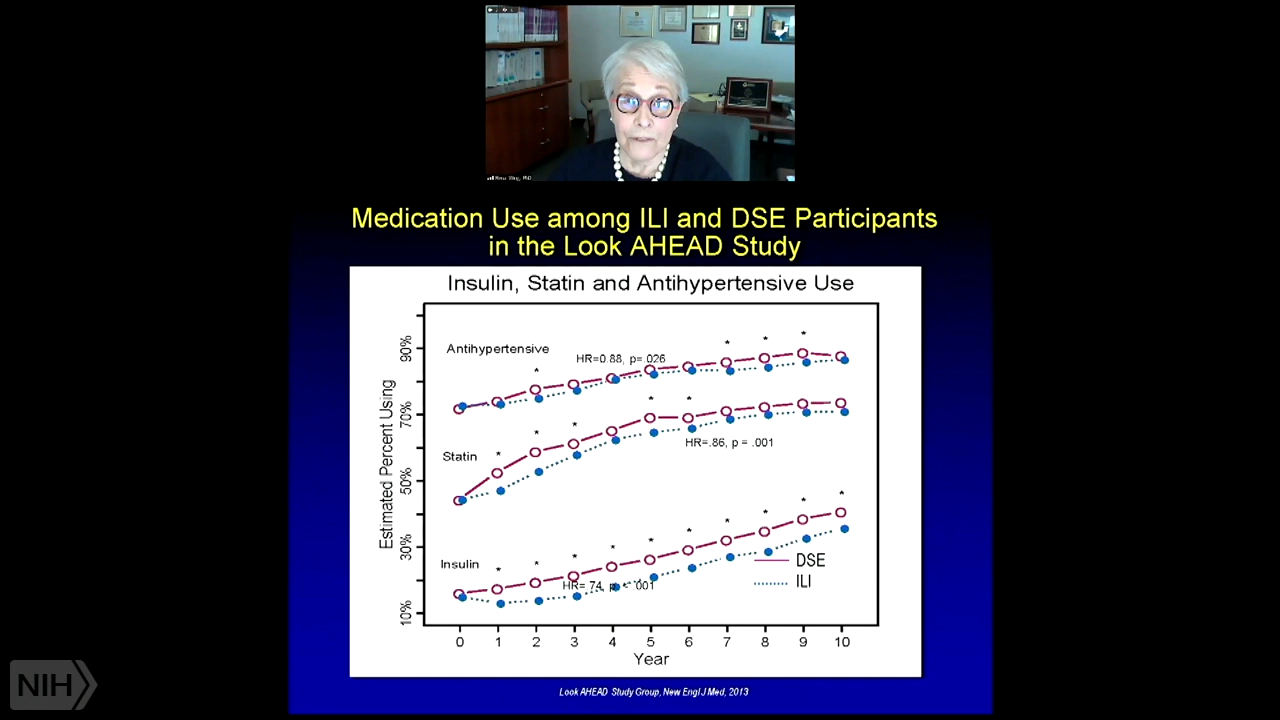 Rena Wing, PhD
Medication Use among ILI and DSE Participants
in the Look AHEAD Study
Insulin, Statin and Antihypertensive Use
Estimated Percent Using
90%
70%
50%
30%
10%
Antihypertensive
HR=0.88, p=.026
* * * *
Statin
HR=.86, p = .001
* * * * *
Insulin
HR=.74, p < .001
* * * * * * * * * *
DSE
ILI
0 1 2 3 4 5 6 7 8 9 10
Year
Look AHEAD Study Group, New Engl J Med, 2013
NIH